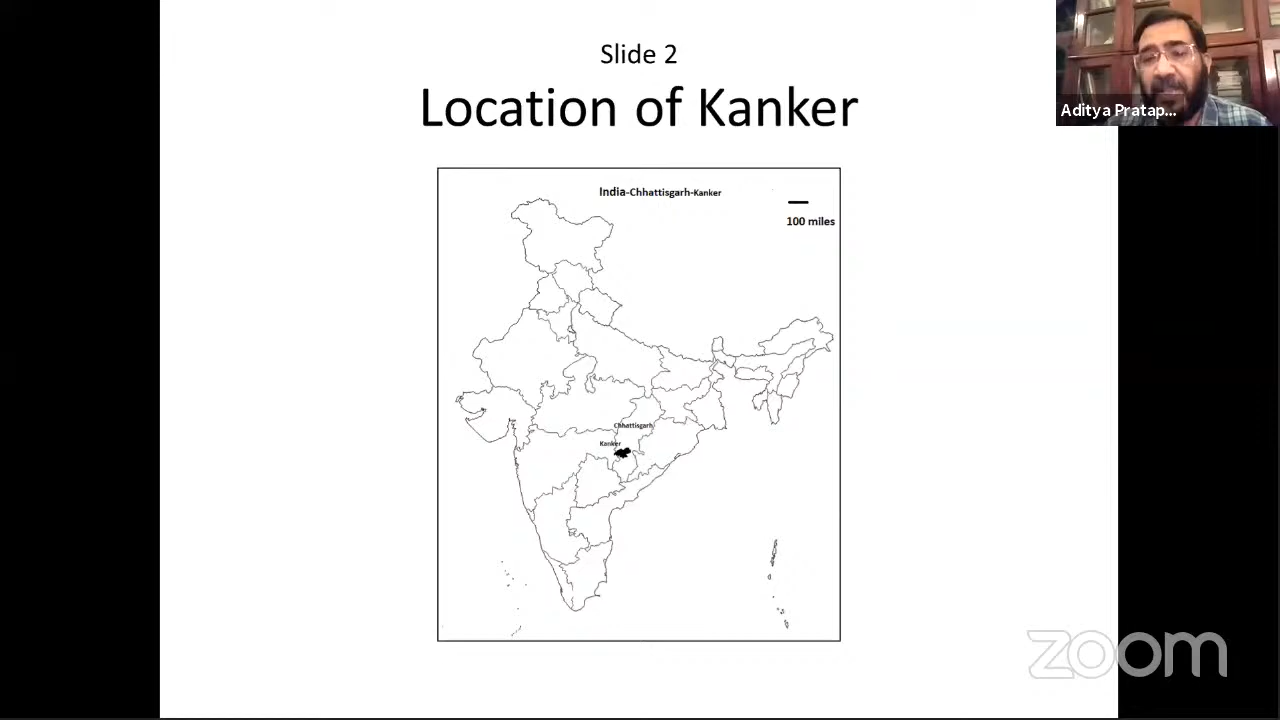 Slide 2
Location of Kanker
Aditya Pratap...
India-Chhattisgarh-Kanker
100 miles
Chhattisgarh
Kanker
zoom